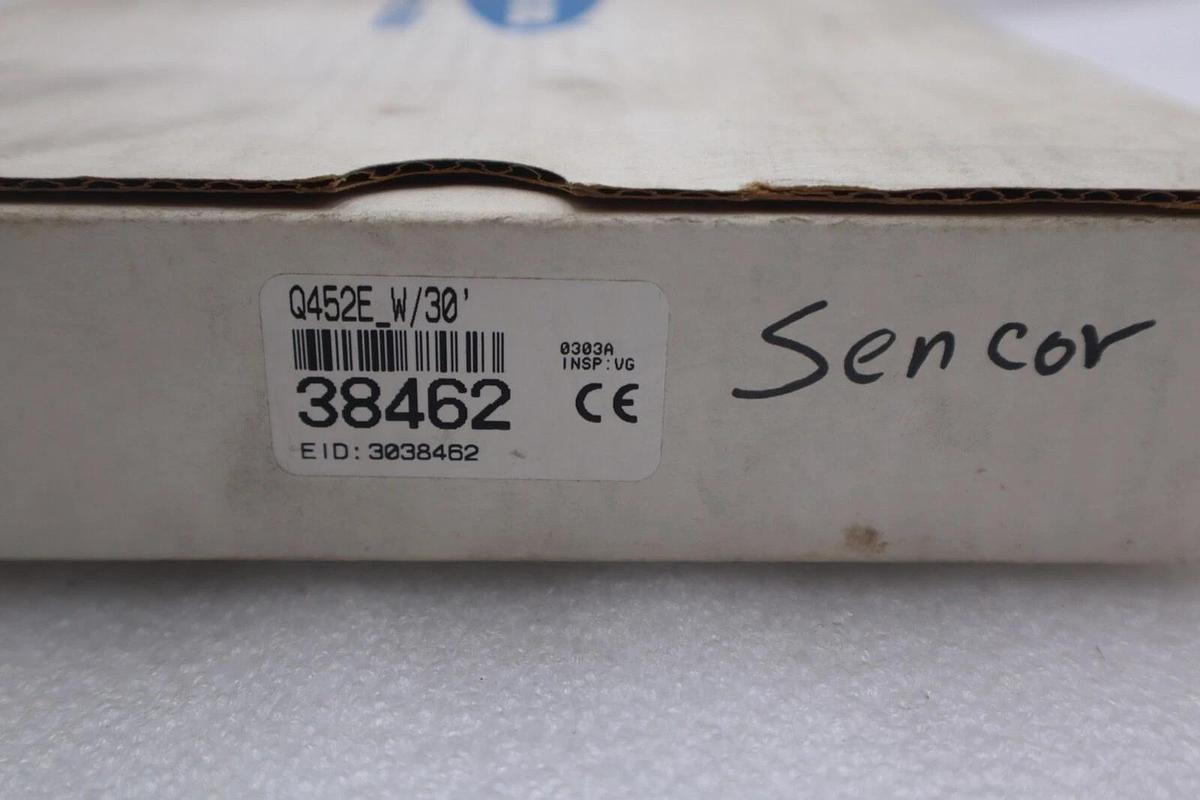 Q452E_W/30'
0303A
INSP:VG
38462
CE
EID: 3038462
Sencor